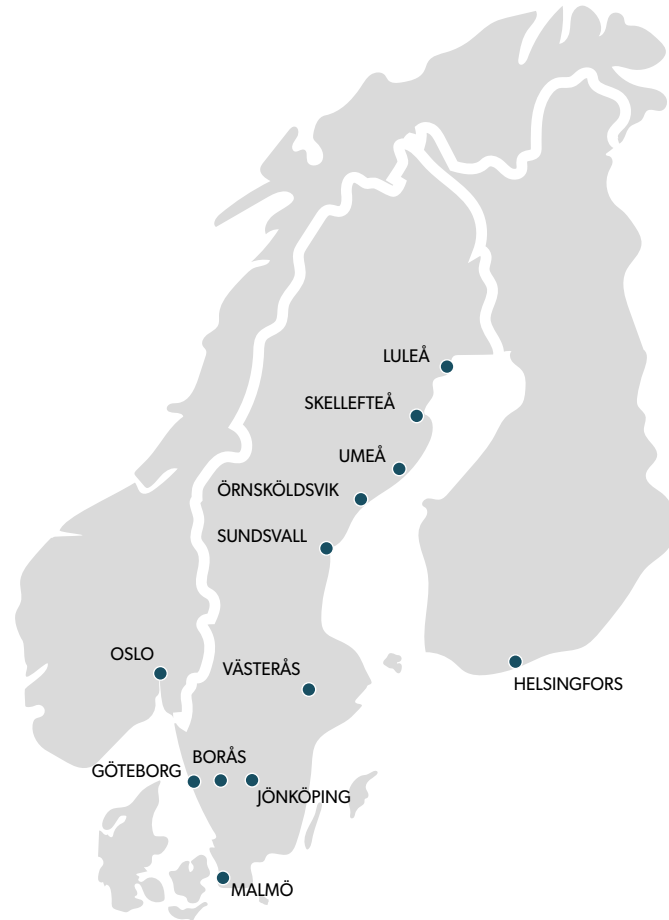 LULEÅ
SKELLEFTEÅ
UMEÅ
ÖRNSKÖLDSVIK
SUNDSVALL
OSLO
VÄSTERÅS
HELSINGFORS
BORÅS
GÖTEBORG
JÖNKÖPING
MALMÖ